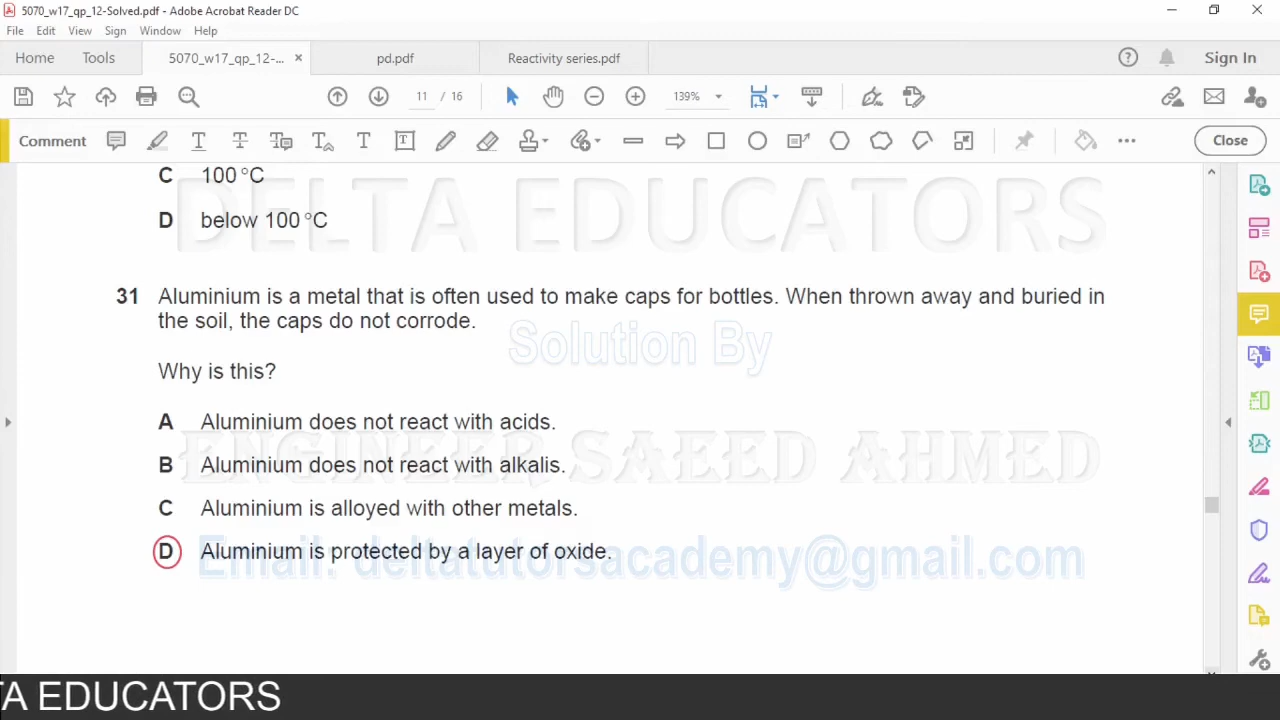 5070_w17_qp_12-Solved.pdf - Adobe Acrobat Reader DC
File Edit View Sign Window Help
Home Tools 5070_w17_qp_12-... × pd.pdf Reactivity series.pdf Sign In
11 / 16 139%
Comment Close
C 100 °C
D below 100 °C
DELTA EDUCATORS
31 Aluminium is a metal that is often used to make caps for bottles. When thrown away and buried in
the soil, the caps do not corrode.
Solution By
Why is this?
A Aluminium does not react with acids.
ENGINEER SAEED AHMED
B Aluminium does not react with alkalis.
C Aluminium is alloyed with other metals.
D Aluminium is protected by a layer of oxide.
Email: deltatutorsacademy@gmail.com
TA EDUCATORS